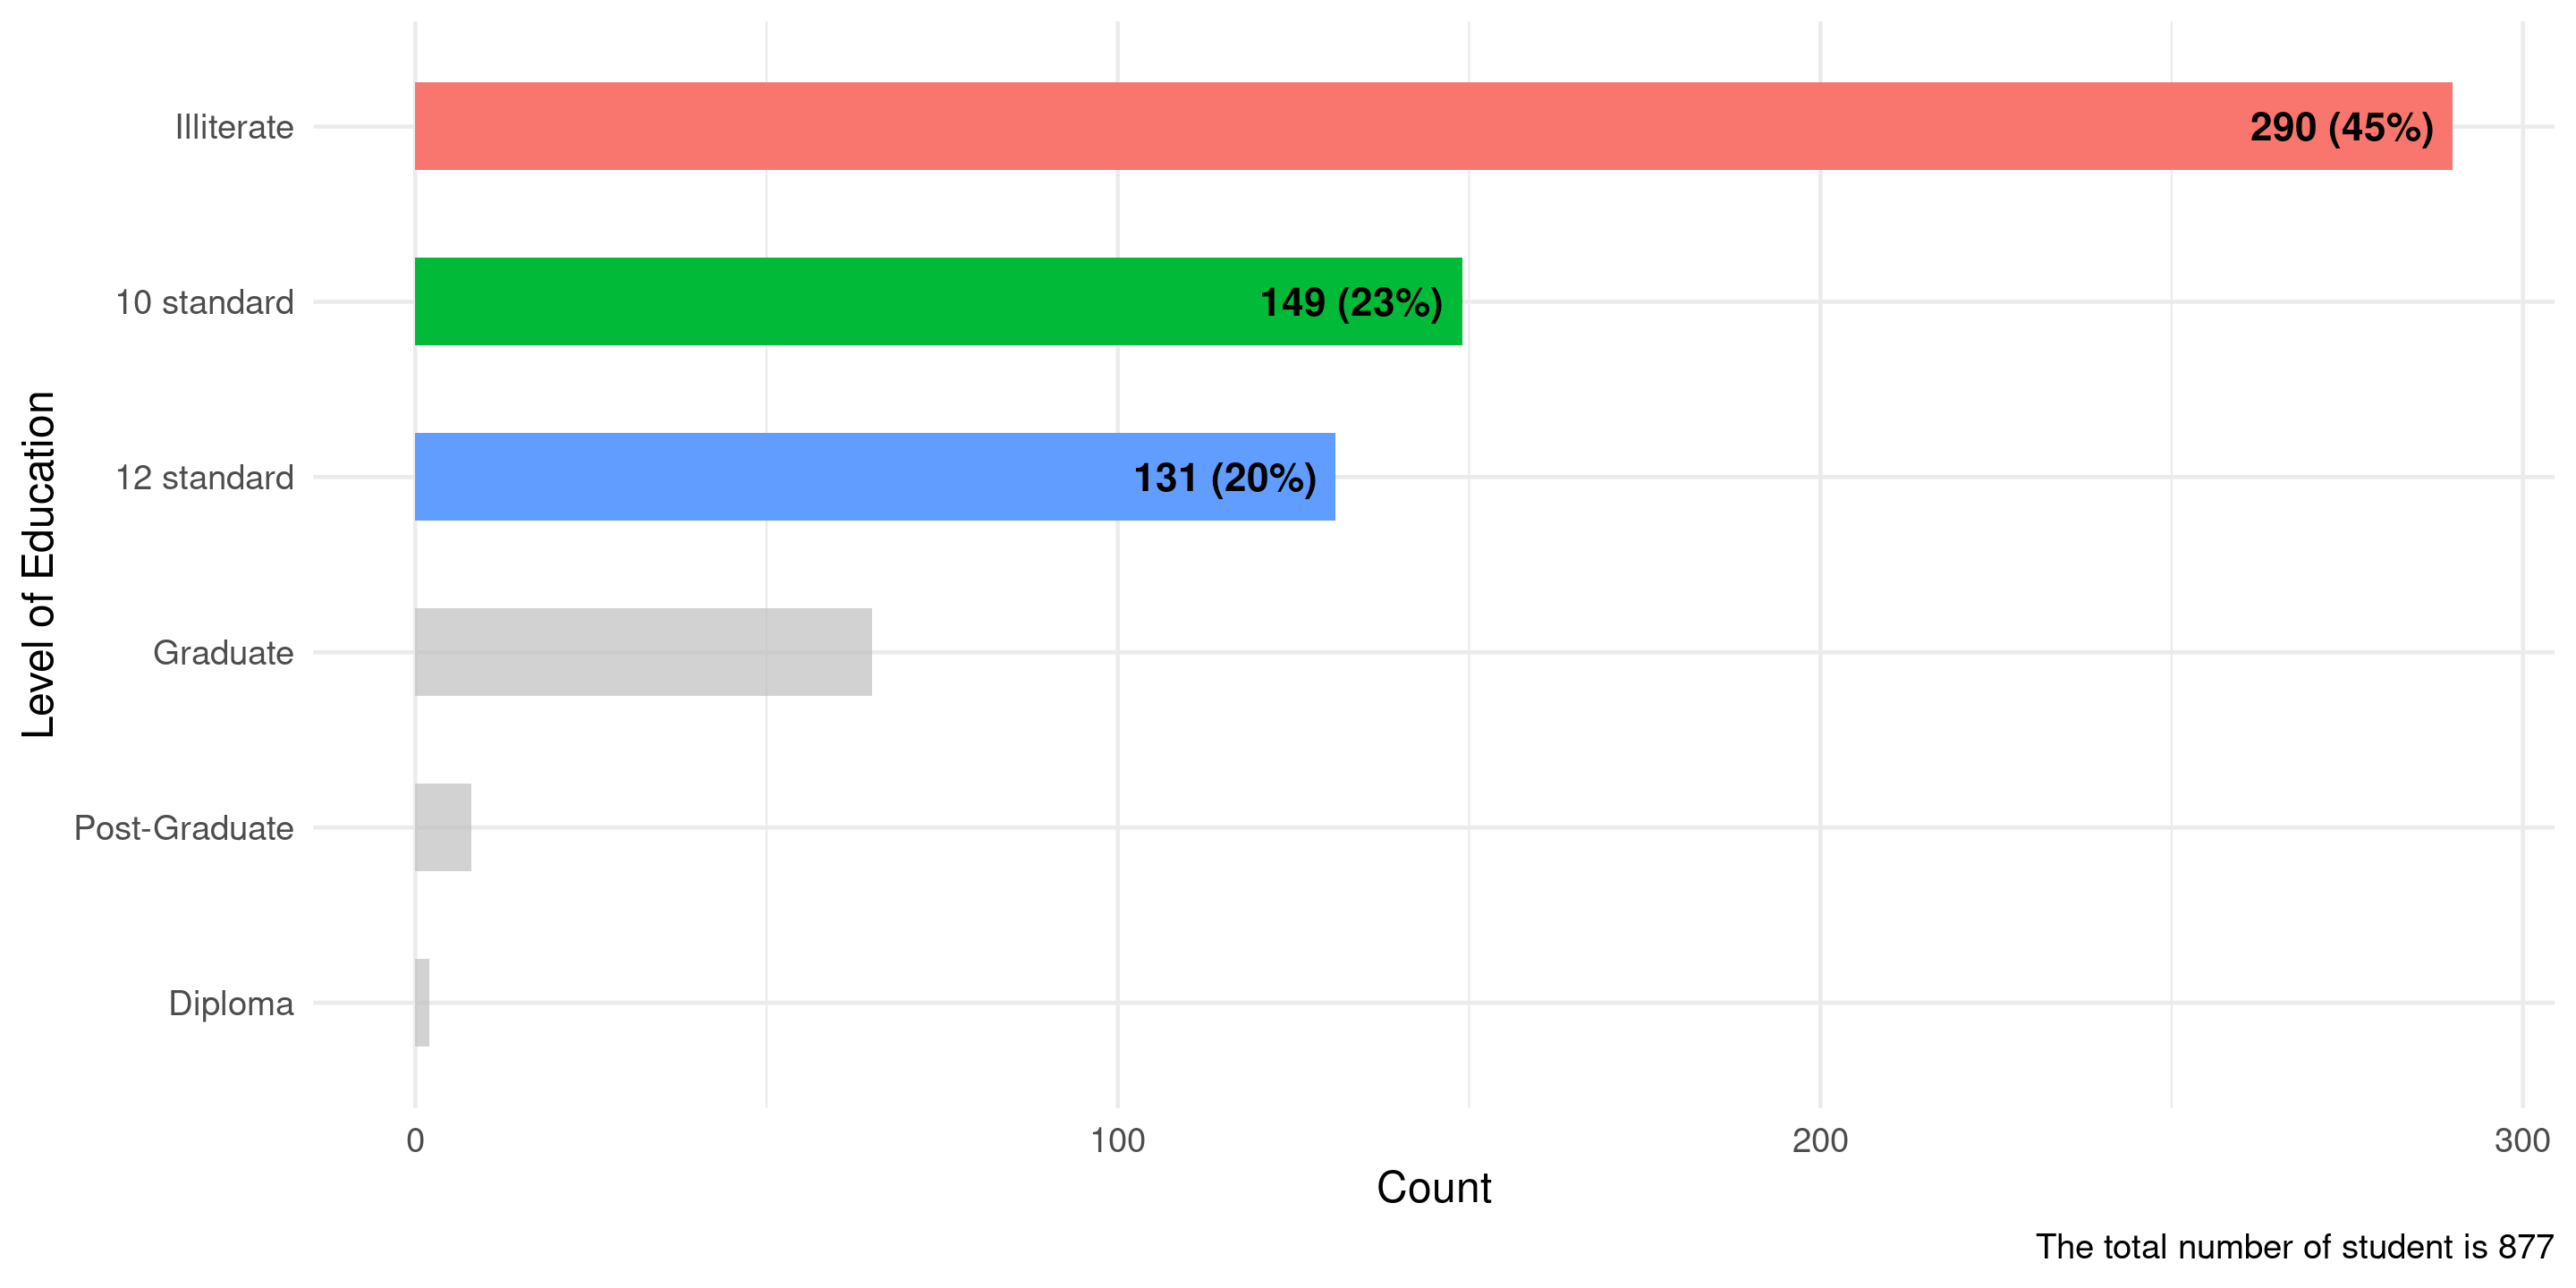 Illiterate
290 (45%)
10 standard
149 (23%)
12 standard
131 (20%)
Graduate
Post-Graduate
Diploma
Level of Education
0
100
200
300
Count
The total number of student is 877